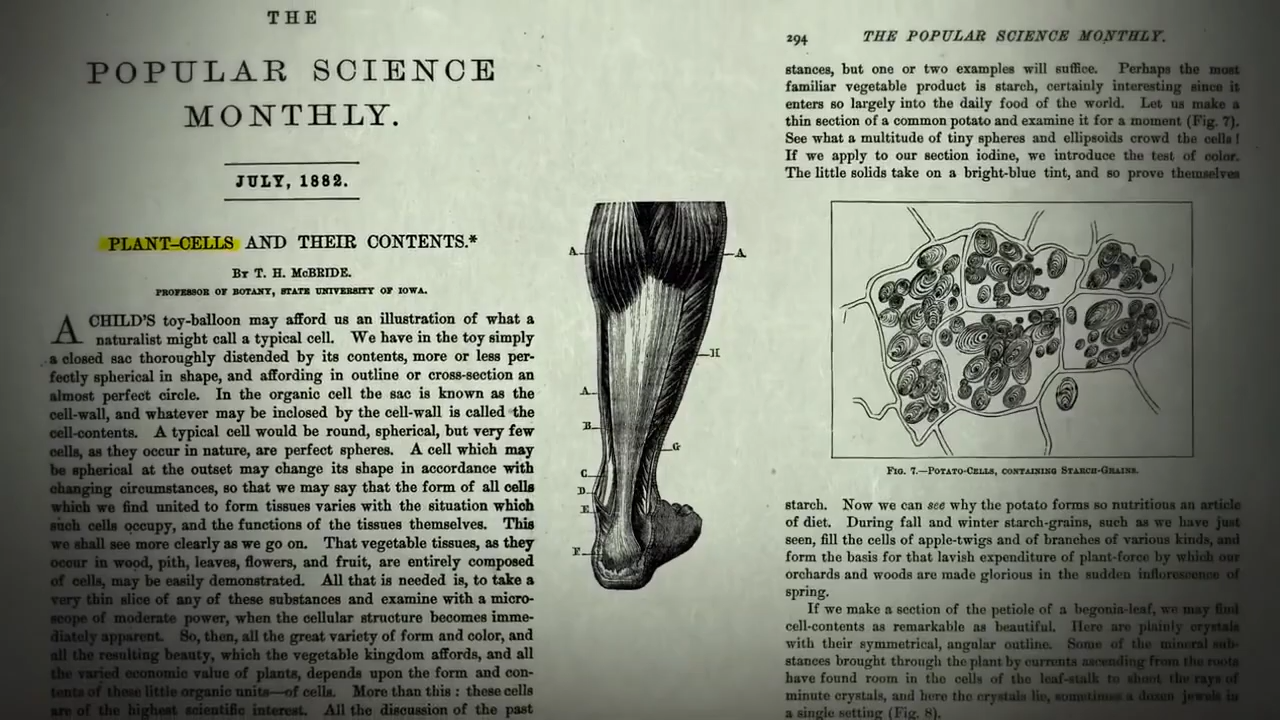 THE
POPULAR SCIENCE
MONTHLY.
JULY, 1882.
PLANT-CELLS AND THEIR CONTENTS.*
BY T. H. McBRIDE.
PROFESSOR OF BOTANY, STATE UNIVERSITY OF IOWA.
A CHILD'S toy-balloon may afford us an illustration of what a
naturalist might call a typical cell. We have in the toy simply
a closed sac thoroughly distended by its contents, more or less per-
fectly spherical in shape, and affording in outline or cross-section an
almost perfect circle. In the organic cell the sac is known as the
cell-wall, and whatever may be inclosed by the cell-wall is called the
cell-contents. A typical cell would be round, spherical, but very few
cells, as they occur in nature, are perfect spheres. A cell which may
be spherical at the outset may change its shape in accordance with
changing circumstances, so that we may say that the form of all cells
which we find united to form tissues varies with the situation which
such cells occupy, and the functions of the tissues themselves. This
we shall see more clearly as we go on. That vegetable tissues, as they
occur in wood, pith, leaves, flowers, and fruit, are entirely composed
of cells, may be easily demonstrated. All that is needed is, to take a
very thin slice of any of these substances and examine with a micro-
scope of moderate power, when the cellular structure becomes imme-
diately apparent. So, then, all the great variety of form and color, and
all the resulting beauty, which the vegetable kingdom affords, and all
the varied economic value of plants, depends upon the form and con-
tents of these little organic units—of cells. More than this : these cells
are of the highest scientific interest. All the discussion of the past
A
A
H
A
B
G
C
D
E
F
294 THE POPULAR SCIENCE MONTHLY.
stances, but one or two examples will suffice. Perhaps the most
familiar vegetable product is starch, certainly interesting since it
enters so largely into the daily food of the world. Let us make a
thin section of a common potato and examine it for a moment (Fig. 7).
See what a multitude of tiny spheres and ellipsoids crowd the cells !
If we apply to our section iodine, we introduce the test of color.
The little solids take on a bright-blue tint, and so prove themselves
FIG. 7.—POTATO-CELLS, CONTAINING STARCH-GRAINS.
starch. Now we can see why the potato forms so nutritious an article
of diet. During fall and winter starch-grains, such as we have just
seen, fill the cells of apple-twigs and of branches of various kinds, and
form the basis for that lavish expenditure of plant-force by which our
orchards and woods are made glorious in the sudden inflorescence of
spring.
If we make a section of the petiole of a begonia-leaf, we may find
cell-contents as remarkable as beautiful. Here are plainly crystals
with their symmetrical, angular outline. Some of the mineral sub-
stances brought through the plant by currents ascending from the roots
have found room in the cells of the leaf-stalk to shoot the rays of
minute crystals, and here the crystals lie, sometimes a dozen jewels in
a single setting (Fig. 8).